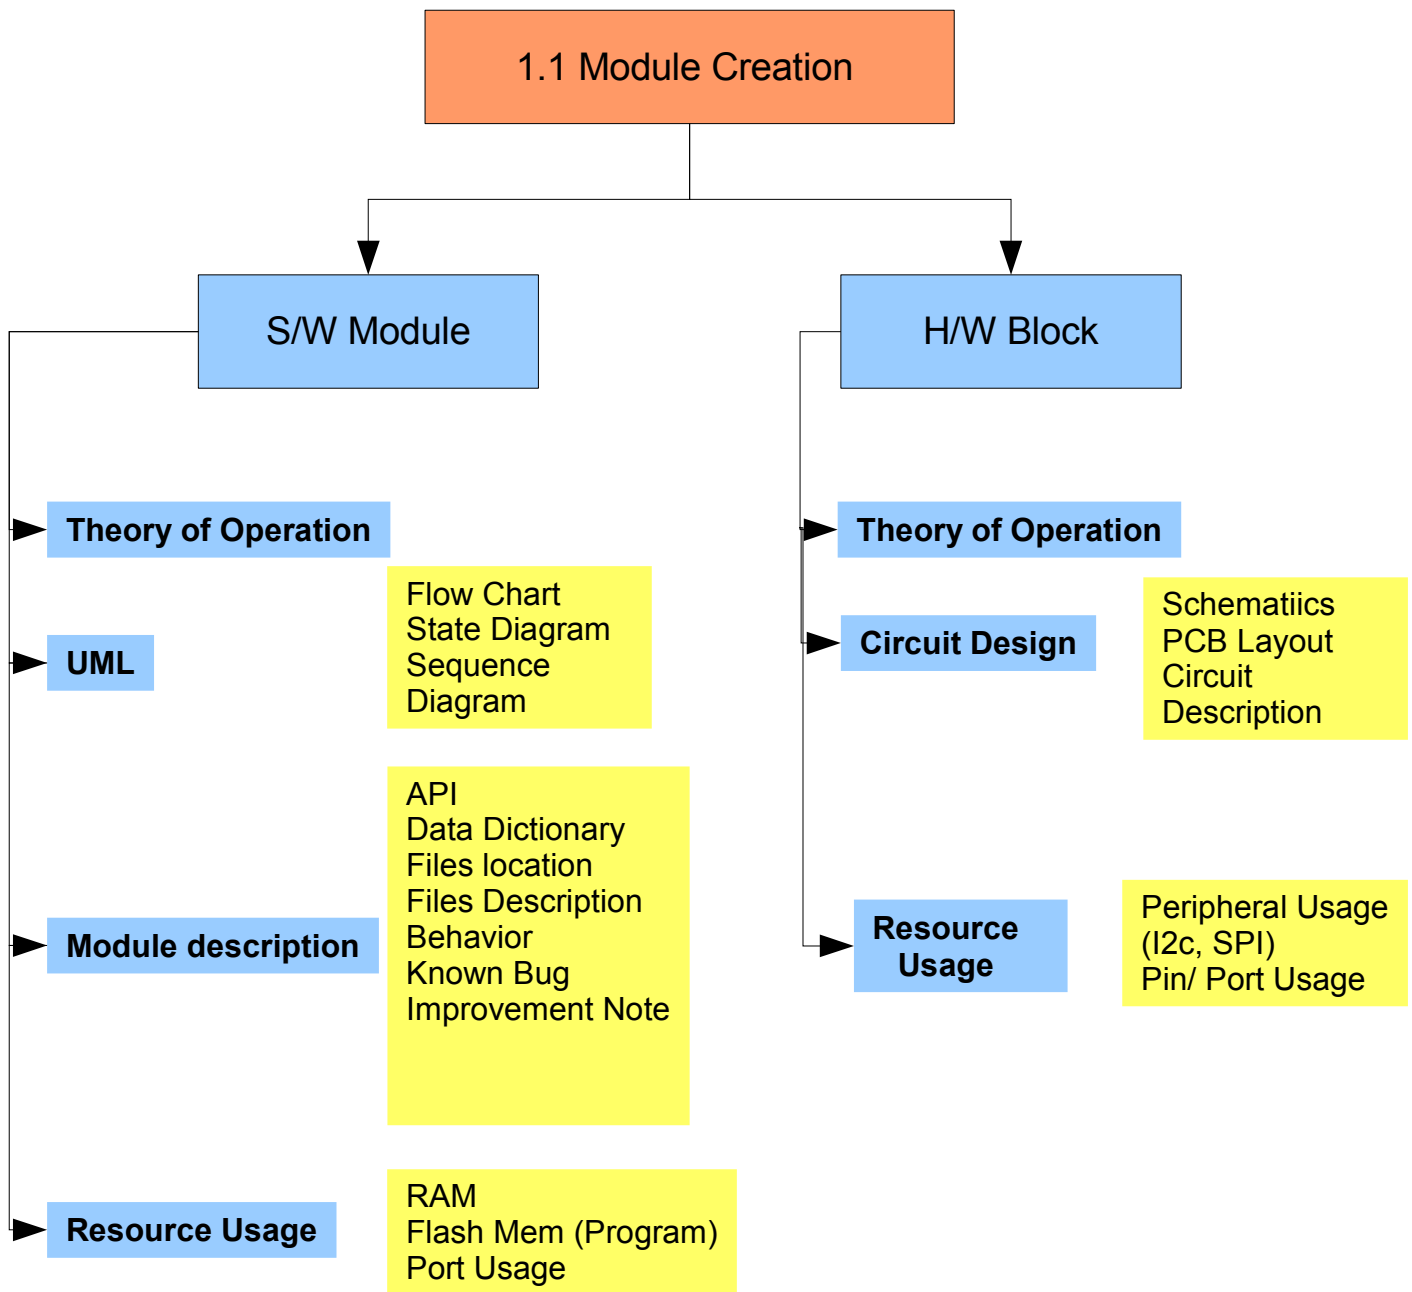 1.1 Module Creation
S/W Module
H/W Block
Theory of Operation
Flow Chart
State Diagram
Sequence
Diagram
UML
API
Data Dictionary
Files location
Files Description
Behavior
Known Bug
Improvement Note
Module description
RAM
Flash Mem (Program)
Port Usage
Resource Usage
Theory of Operation
Schematiics
PCB Layout
Circuit
Description
Circuit Design
Peripheral Usage
(I2c, SPI)
Pin/ Port Usage
Resource
Usage